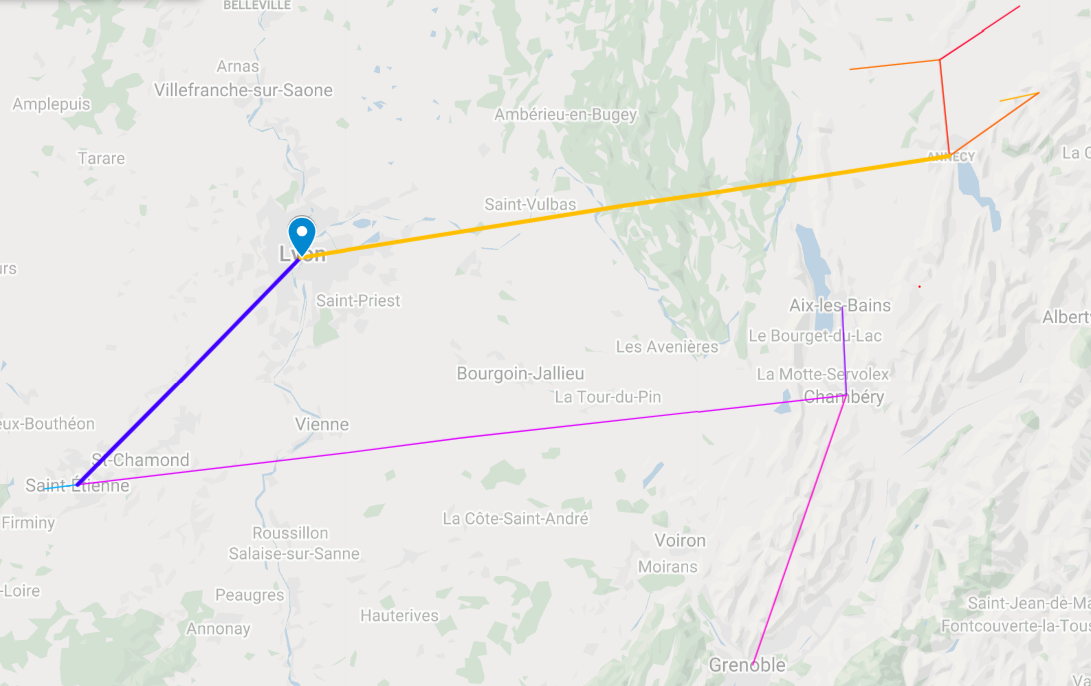 BELLEVILLE
Arnas
Villefranche-sur-Saone
Amplepuis
Ambérieu-en-Bugey
Tarare
ANNECY
La C
Saint-Vulbas
Lyon
urs
Saint-Priest
Aix-les-Bains
Albertv
Le Bourget-du-Lac
Les Avenières
Bourgoin-Jallieu
La Motte-Servolex
La Tour-du-Pin
Chambéry
eux-Bouthéon
Vienne
St-Chamond
Saint-Étienne
Firminy
La Côte-Saint-André
Roussillon
Salaise-sur-Sanne
Voiron
Moirans
-Loire
Peaugres
Hauterives
Annonay
Saint-Jean-de-Ma
Fontcouverte-la-Tous
Grenoble